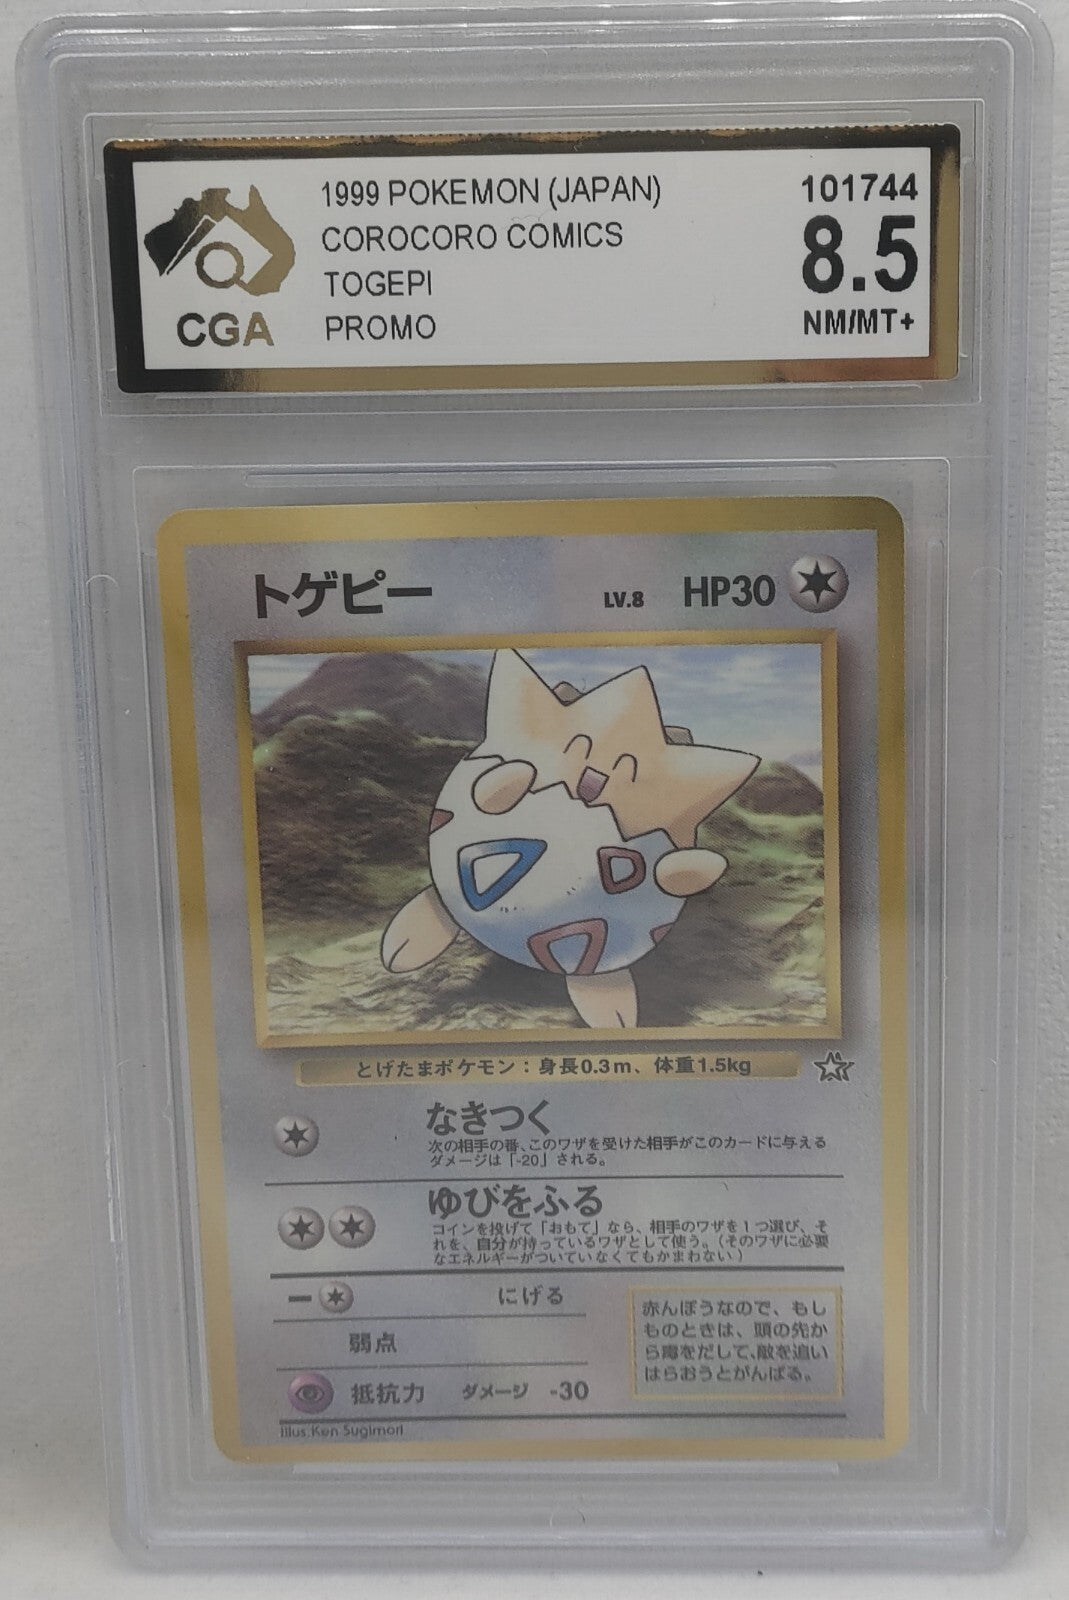 1999 POKEMON (JAPAN)
101744
COROCORO COMICS
8.5
TOGEPI
CGA
PROMO
NM/MT+
トゲピー
LV.8
HP30
とげたまポケモン：身長0.3m、体重1.5kg
なきつく
次の相手の番、このワザを受けた相手がこのカードに与える
ダメージは「-20」される。
ゆびをふる
コインを投げて「おもて」なら、相手のワザを1つ選び、そ
れを、自分が持っているワザとして使う。（そのワザに必要
なエネルギーがついていなくてもかまわない）
にげる
弱点
抵抗力 ダメージ -30
赤んぼうなので、もし
ものときは、頭の先か
ら毒をだして、敵を追い
はらおうとがんばる。
Illus.Ken Sugimori